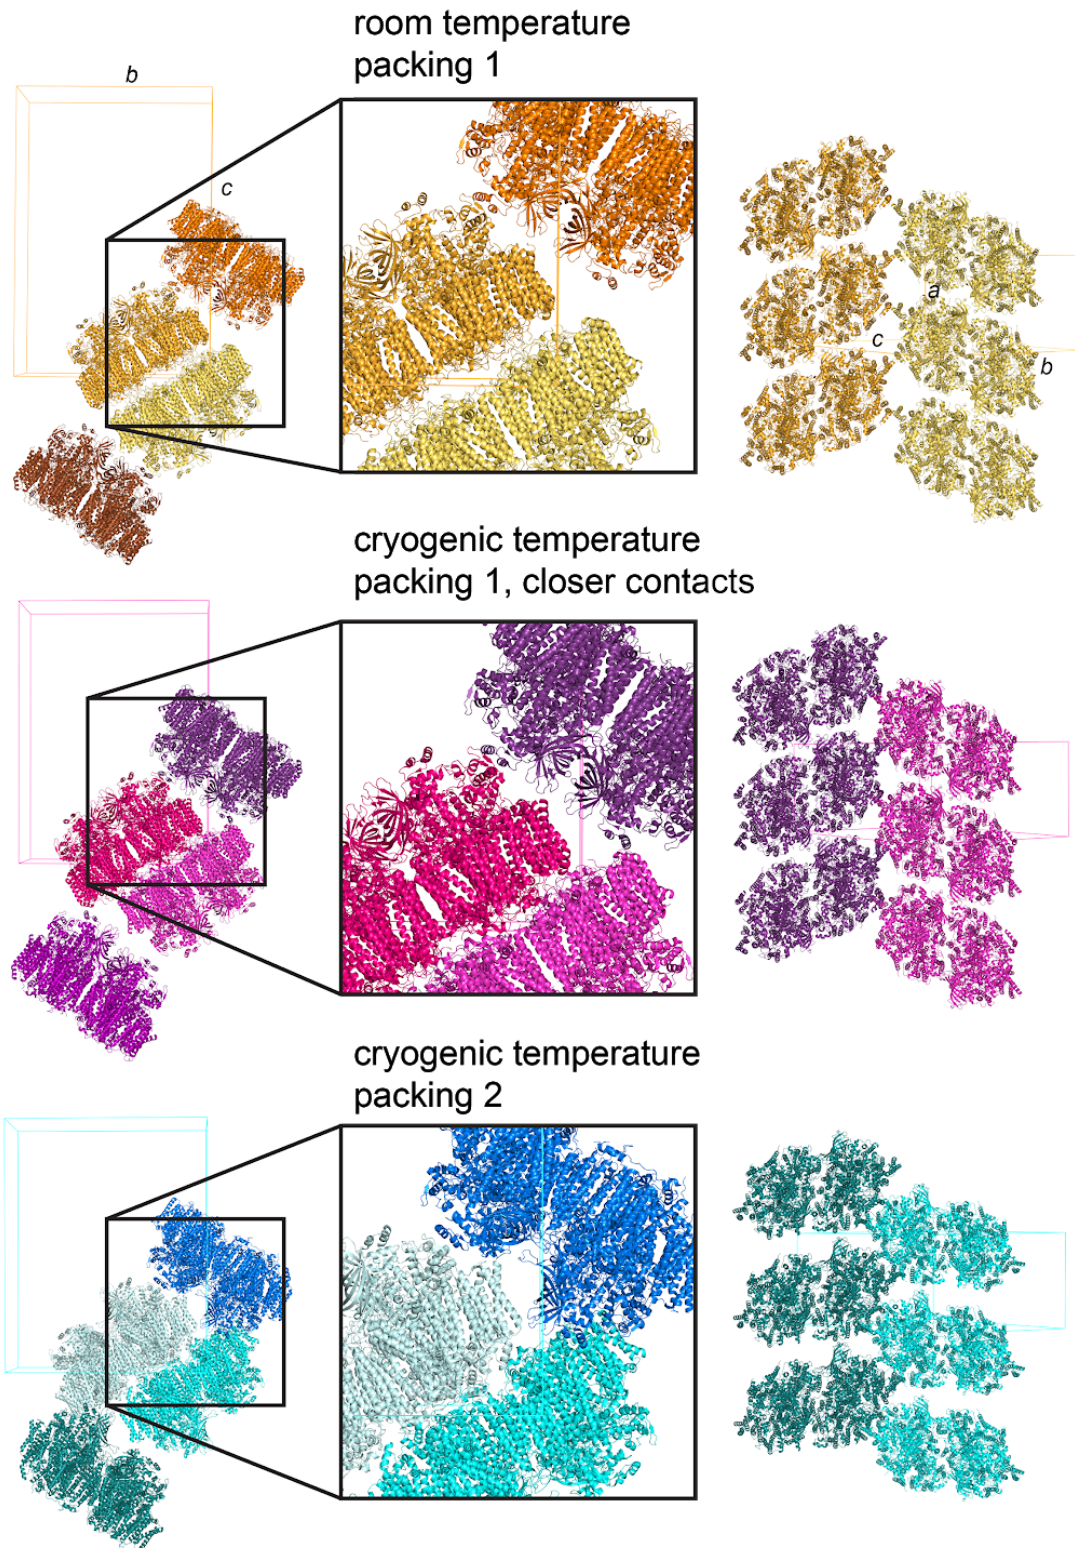 room temperature
packing 1
b
c
a
c
b
cryogenic temperature
packing 1, closer contacts
cryogenic temperature
packing 2